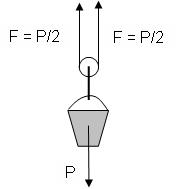 F = P/2
F = P/2
P